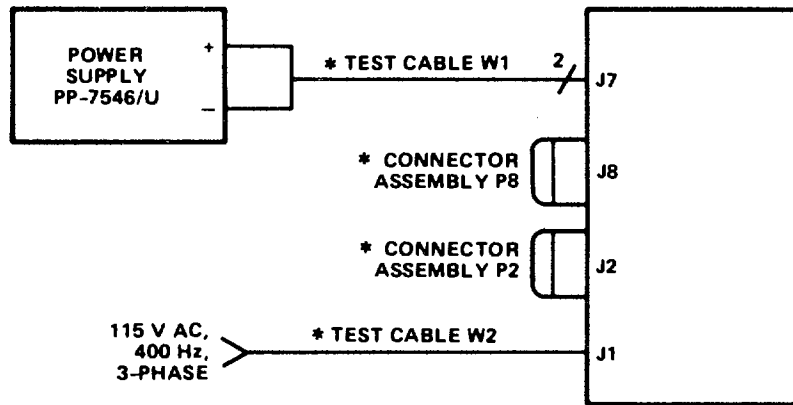 POWER
SUPPLY
PP-7546/U
+
—
* TEST CABLE W1
2
J7
* CONNECTOR
ASSEMBLY P8
J8
* CONNECTOR
ASSEMBLY P2
J2
115 V AC,
400 Hz,
3-PHASE
* TEST CABLE W2
J1